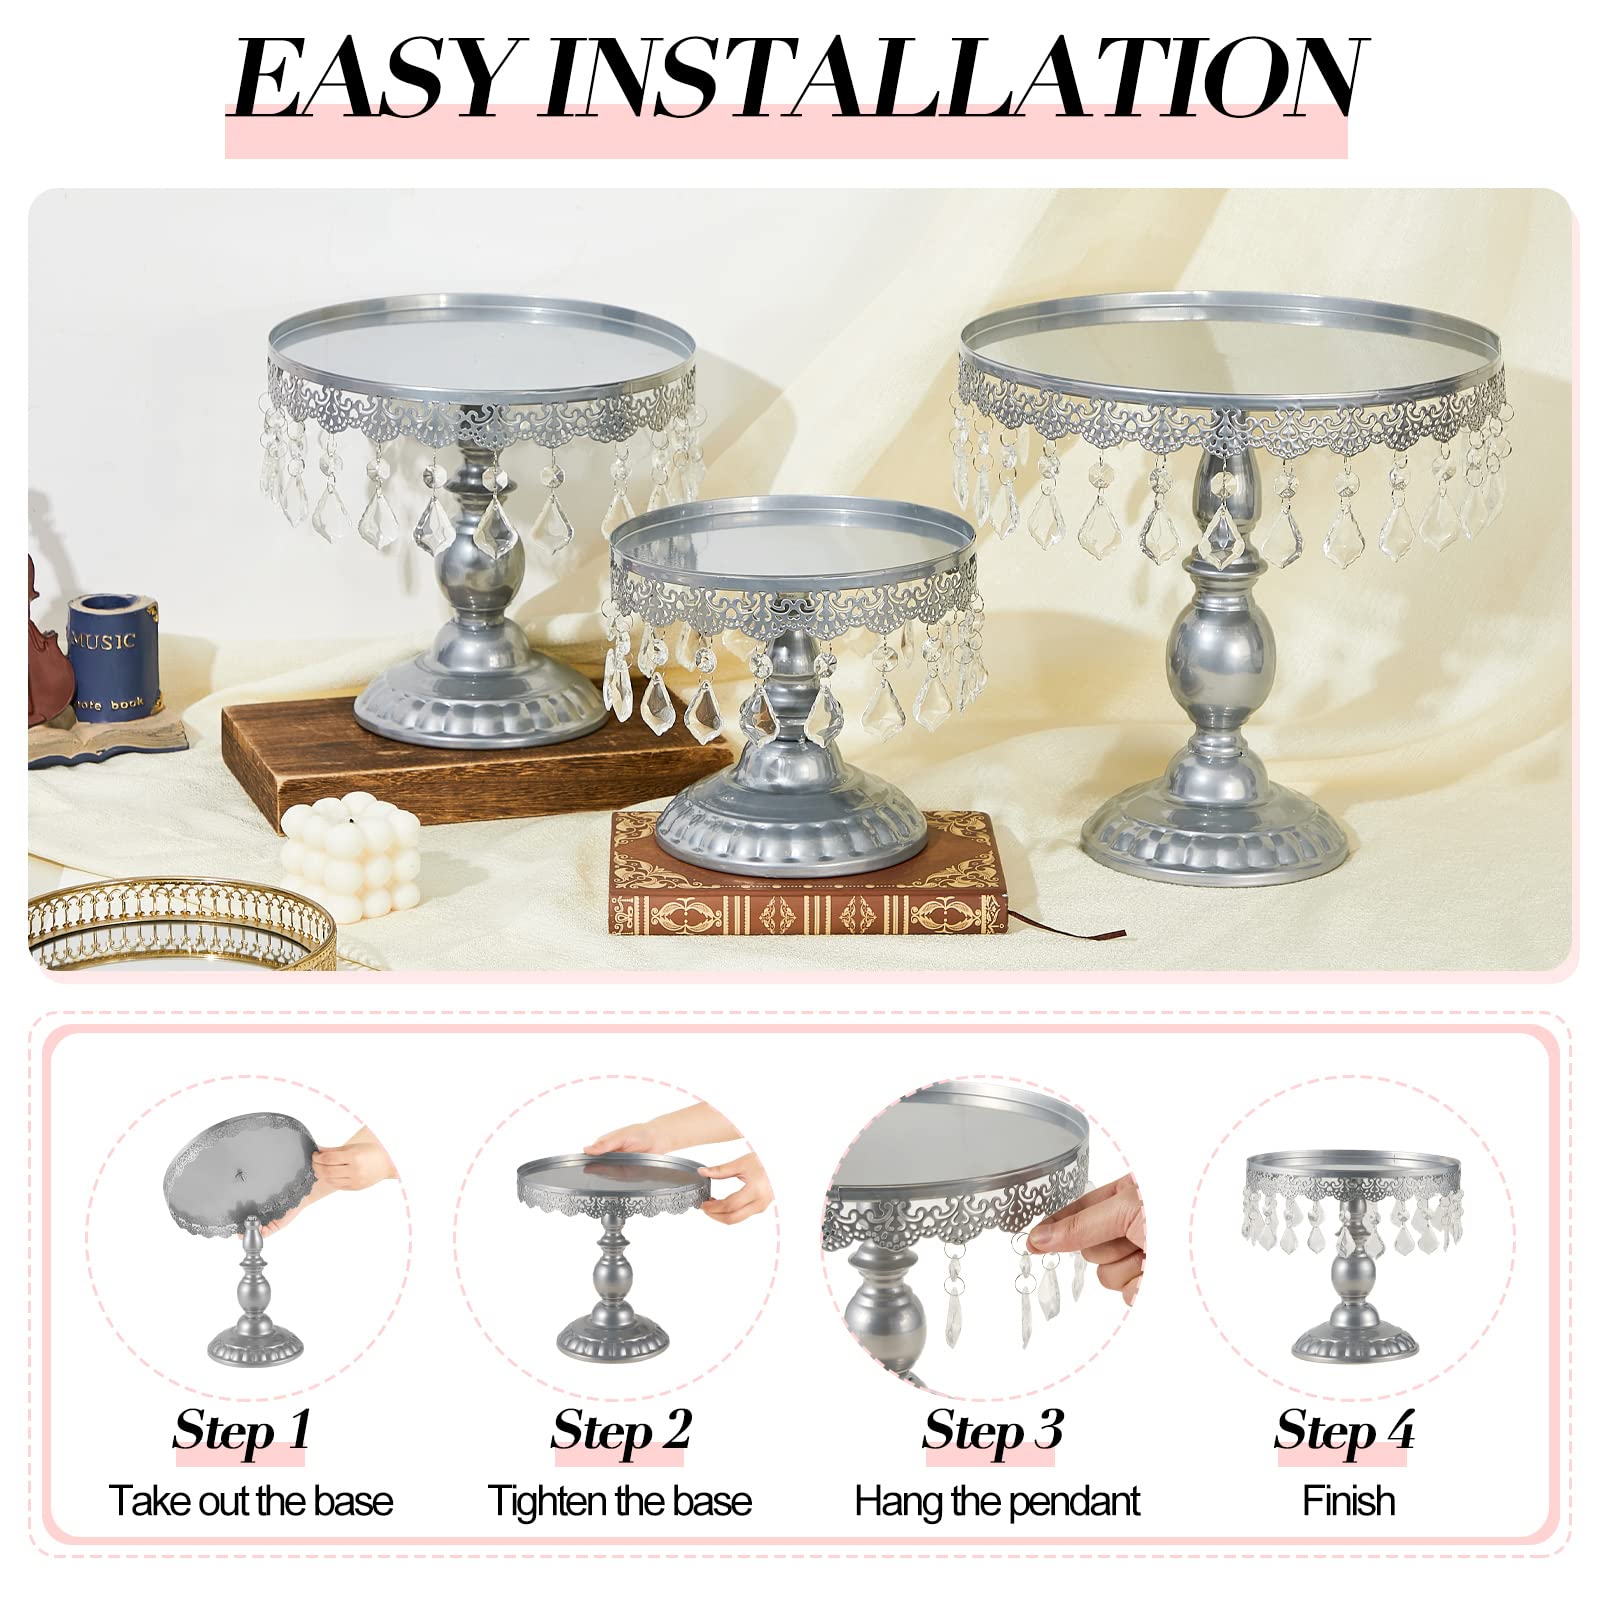 EASY INSTALLATION
MUSIC
note book
Step 1
Take out the base
Step 2
Tighten the base
Step 3
Hang the pendant
Step 4
Finish